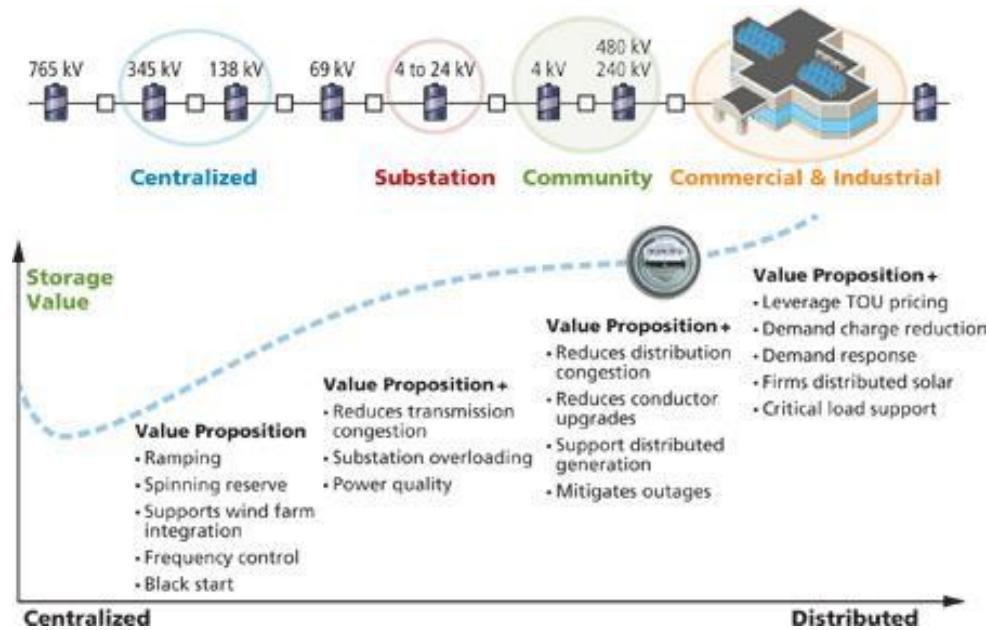 480 kV
765 kV 345 kV 138 kV 69 kV 4 to 24 kV 4 kV 240 kV
Centralized Substation Community Commercial & Industrial
Storage
Value
Value Proposition
• Ramping
• Spinning reserve
• Supports wind farm
integration
• Frequency control
• Black start
Value Proposition +
• Reduces transmission
congestion
• Substation overloading
• Power quality
Value Proposition +
• Reduces distribution
congestion
• Reduces conductor
upgrades
• Support distributed
generation
• Mitigates outages
Value Proposition +
• Leverage TOU pricing
• Demand charge reduction
• Demand response
• Firms distributed solar
• Critical load support
Centralized Distributed